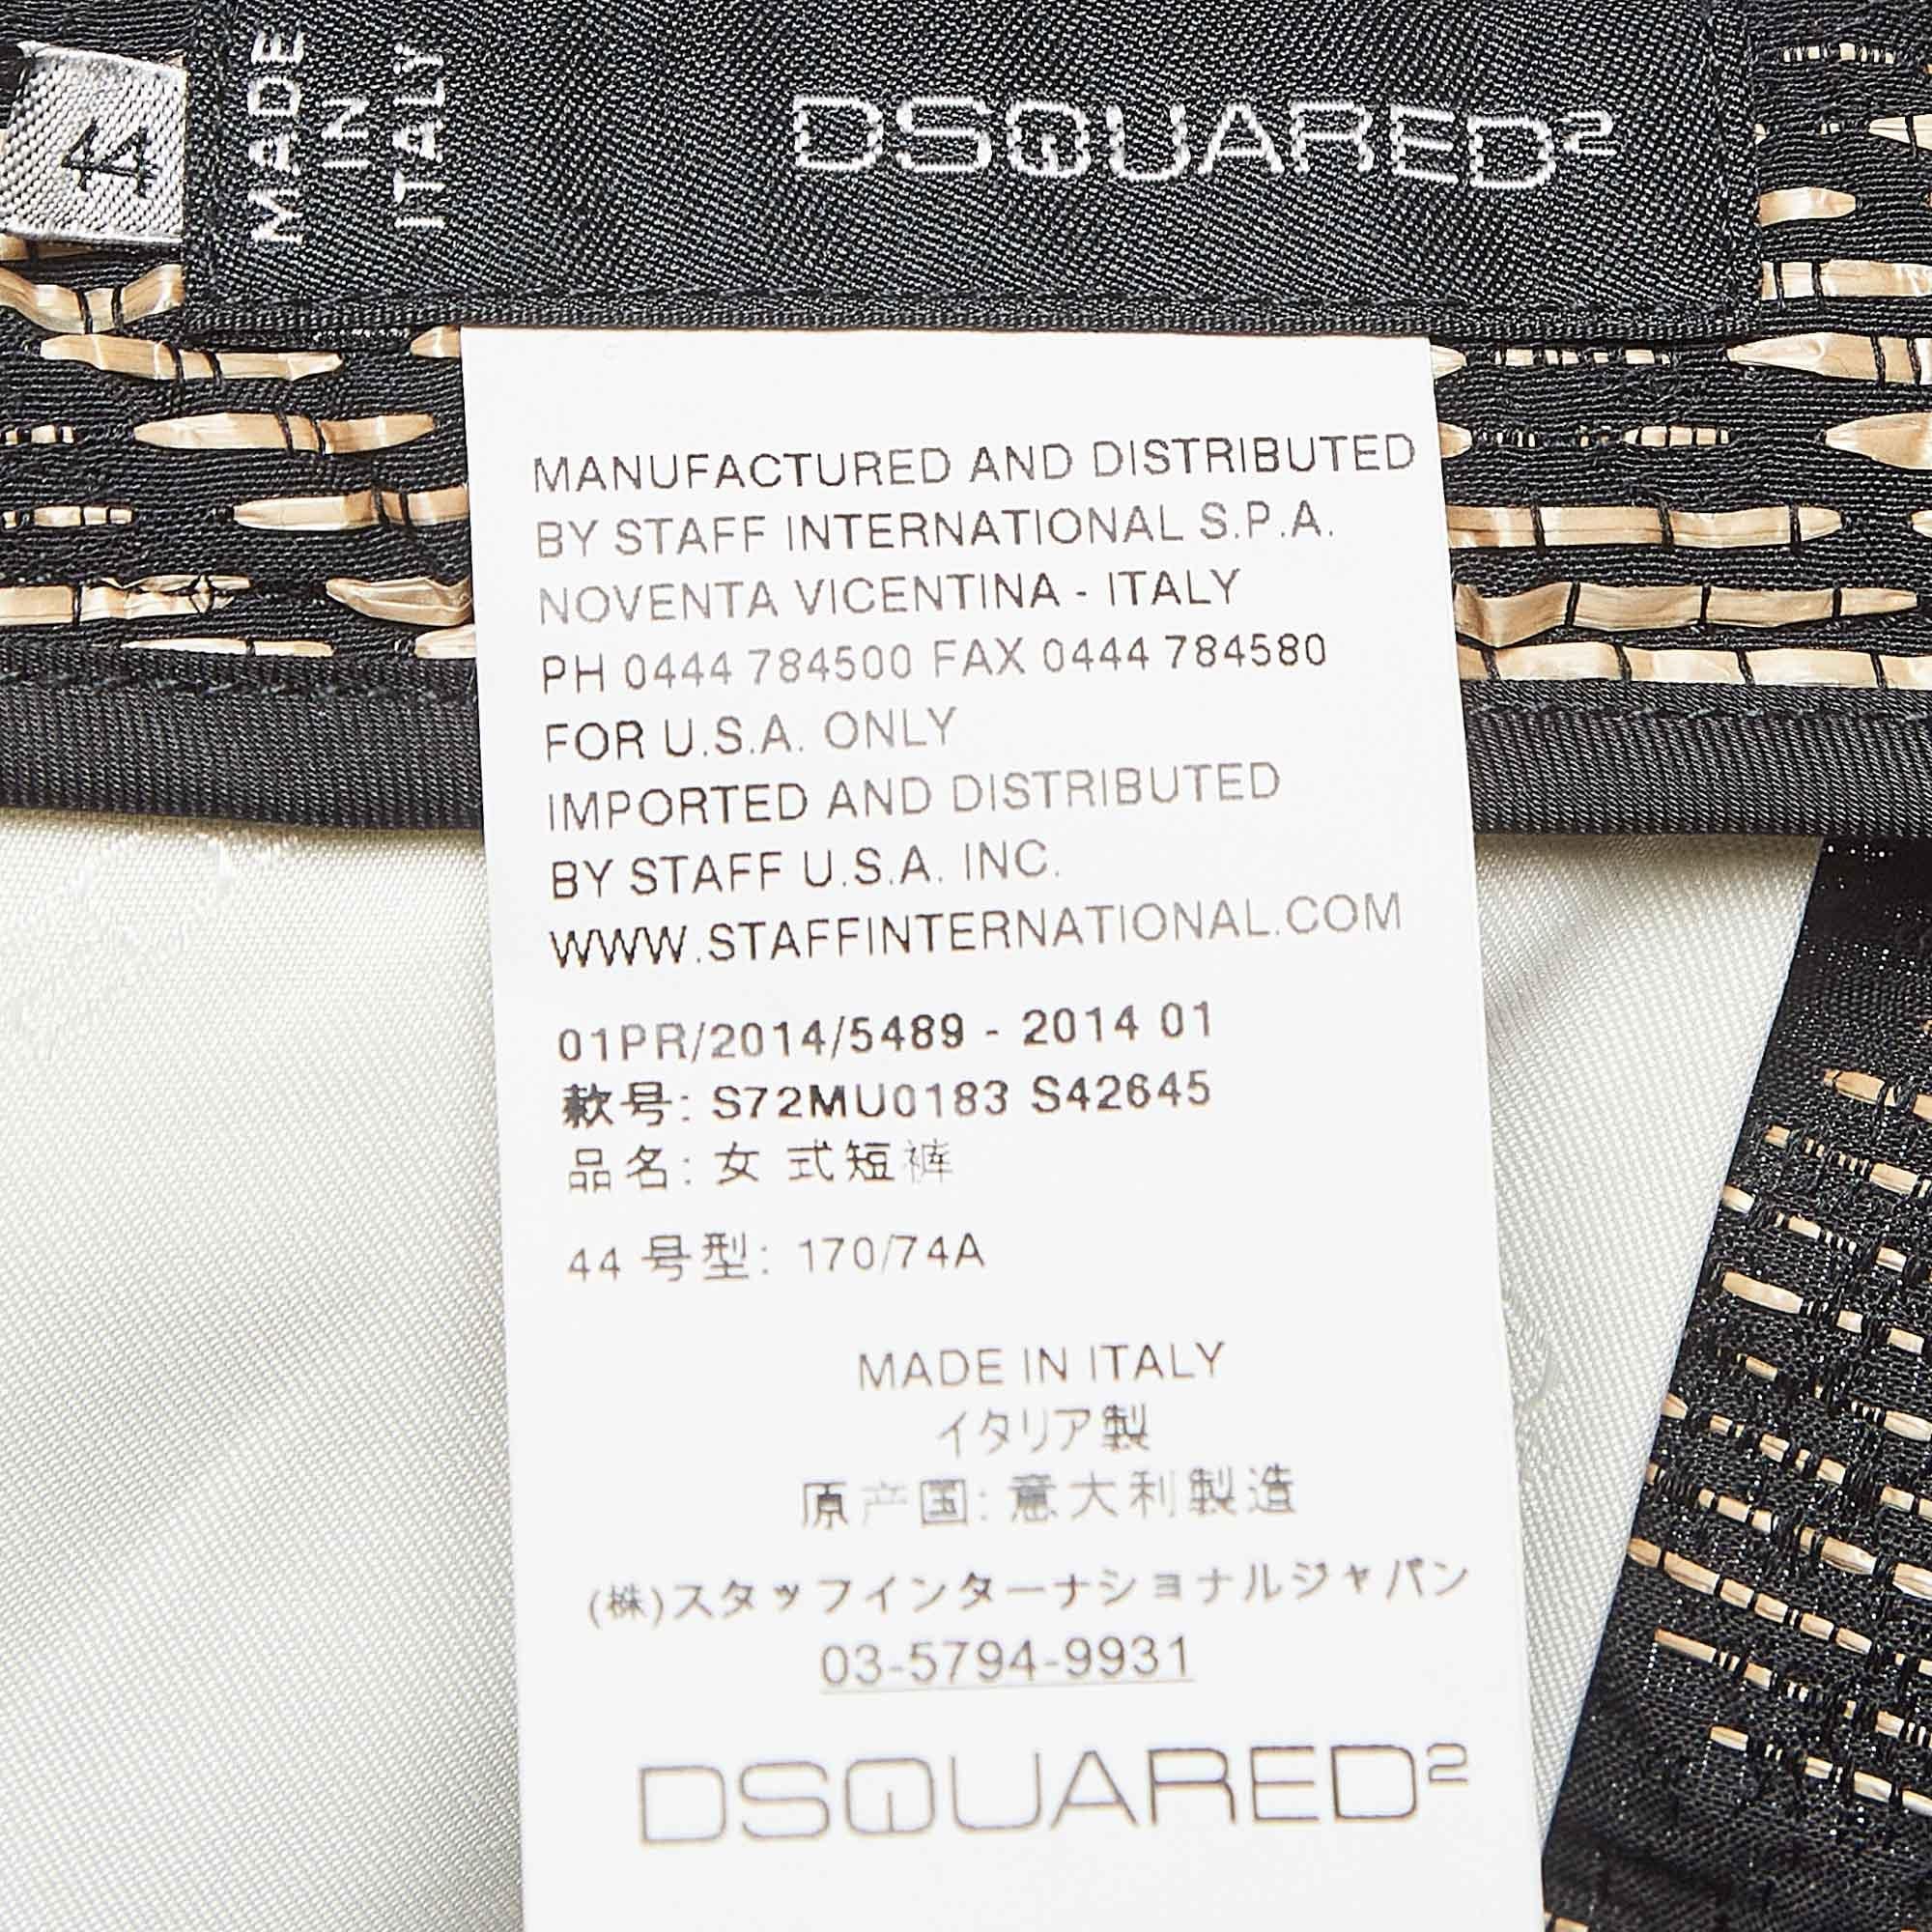 44
MADE
IN
ITALY
DSQUARED2
MANUFACTURED AND DISTRIBUTED
BY STAFF INTERNATIONAL S.P.A.
NOVENTA VICENTINA - ITALY
PH 0444 784500 FAX 0444 784580
FOR U.S.A. ONLY
IMPORTED AND DISTRIBUTED
BY STAFF U.S.A. INC.
WWW.STAFFINTERNATIONAL.COM
01PR/2014/5489 - 2014 01
款号: S72MU0183 S42645
品名: 女 式短裤
44 号型: 170/74A
MADE IN ITALY
イタリア製
原产国: 意大利製造
(株)スタッフインターナショナルジャパン
03-5794-9931
DSQUARED2